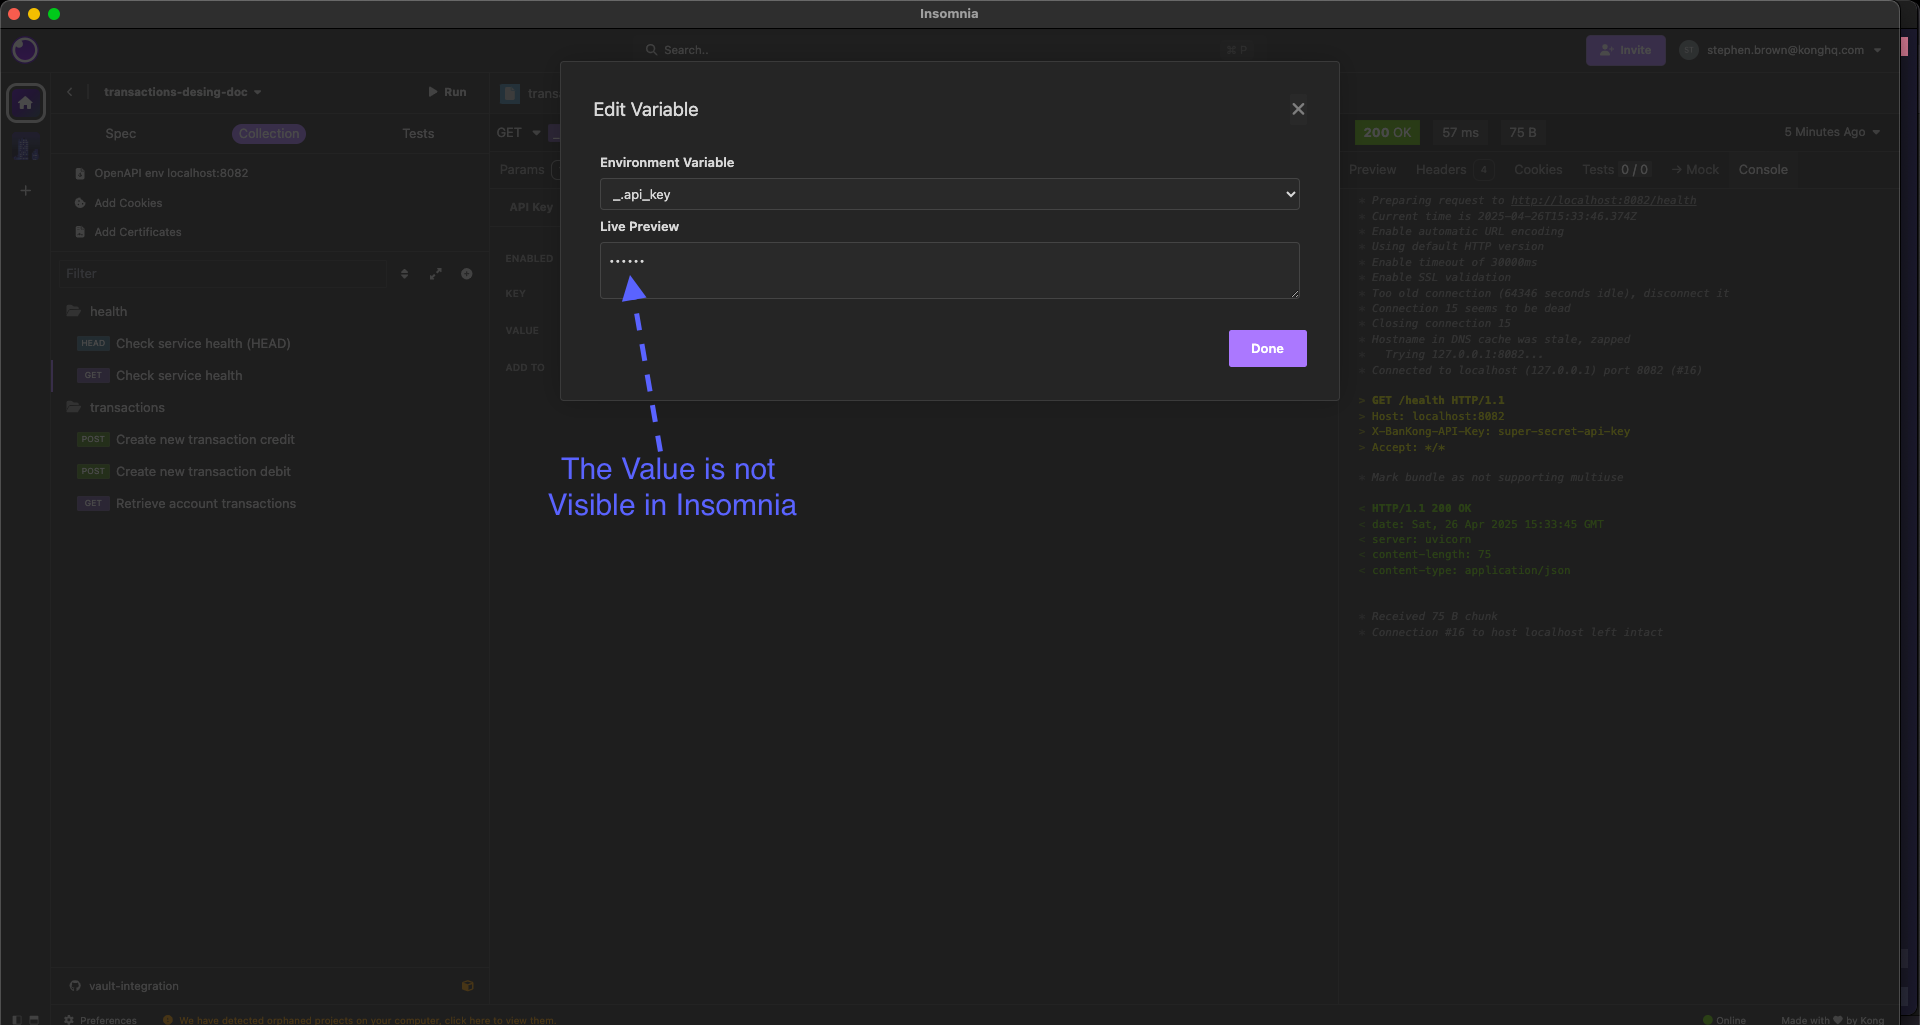 Insomnia
Search..
⌘ P
Invite
ST
stephen.brown@konghq.com
transactions-desing-doc
Run
Spec
Collection
Tests
OpenAPI env localhost:8082
Add Cookies
Add Certificates
Filter
health
HEAD Check service health (HEAD)
GET Check service health
transactions
POST Create new transaction credit
POST Create new transaction debit
GET Retrieve account transactions
vault-integration
Preferences
We have detected orphaned projects on your computer, click here to view them.
trans
GET
Params
API Key
ENABLED
KEY
VALUE
ADD TO
Edit Variable
Environment Variable
_.api_key
Live Preview
••••••
Done
The Value is not
Visible in Insomnia
200 OK
57 ms
75 B
5 Minutes Ago
Preview
Headers 4
Cookies
Tests 0 / 0
→ Mock
Console
* Preparing request to http://localhost:8082/health
* Current time is 2025-04-26T15:33:46.374Z
* Enable automatic URL encoding
* Using default HTTP version
* Enable timeout of 30000ms
* Enable SSL validation
* Too old connection (64346 seconds idle), disconnect it
* Connection 15 seems to be dead
* Closing connection 15
* Hostname in DNS cache was stale, zapped
* Trying 127.0.0.1:8082...
* Connected to localhost (127.0.0.1) port 8082 (#16)
> GET /health HTTP/1.1
> Host: localhost:8082
> X-BanKong-API-Key: super-secret-api-key
> Accept: */*
* Mark bundle as not supporting multiuse
< HTTP/1.1 200 OK
< date: Sat, 26 Apr 2025 15:33:45 GMT
< server: uvicorn
< content-length: 75
< content-type: application/json
* Received 75 B chunk
* Connection #16 to host localhost left intact
Online
Made with ♥ by Kong